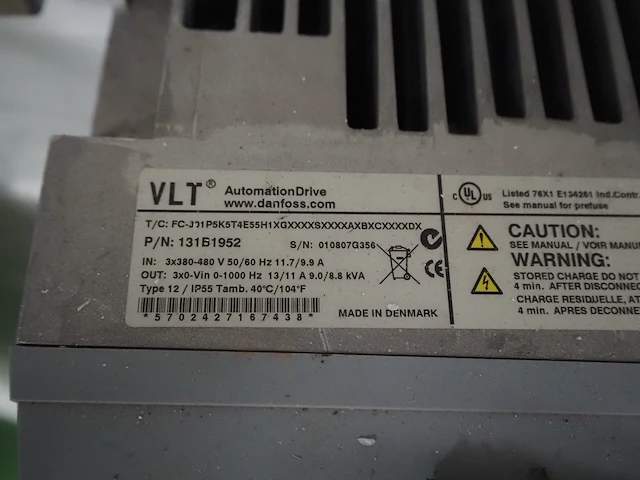 VLT® AutomationDrive
www.danfoss.com
T/C: FC-301P5K5T4E55H1XGXXXXSXXXXAXBXCXXXXDX
P/N: 131B1952 S/N: 010807G356
IN: 3x380-480 V 50/60 Hz 11.7/9.9 A
OUT: 3x0-Vin 0-1000 Hz 13/11 A 9.0/8.8 kVA
Type 12 / IP55 Tamb. 40°C/104°F
*5702427167438*
MADE IN DENMARK
CE
C UL US
Listed 76X1 E134261 Ind.Contr.
See manual for prefuse
CAUTION:
SEE MANUAL / VOIR MANU
WARNING:
STORED CHARGE DO NOT
4 min. AFTER DISCONNEC
CHARGE RESIDUELLE, AT
4 min. APRES DECONNE